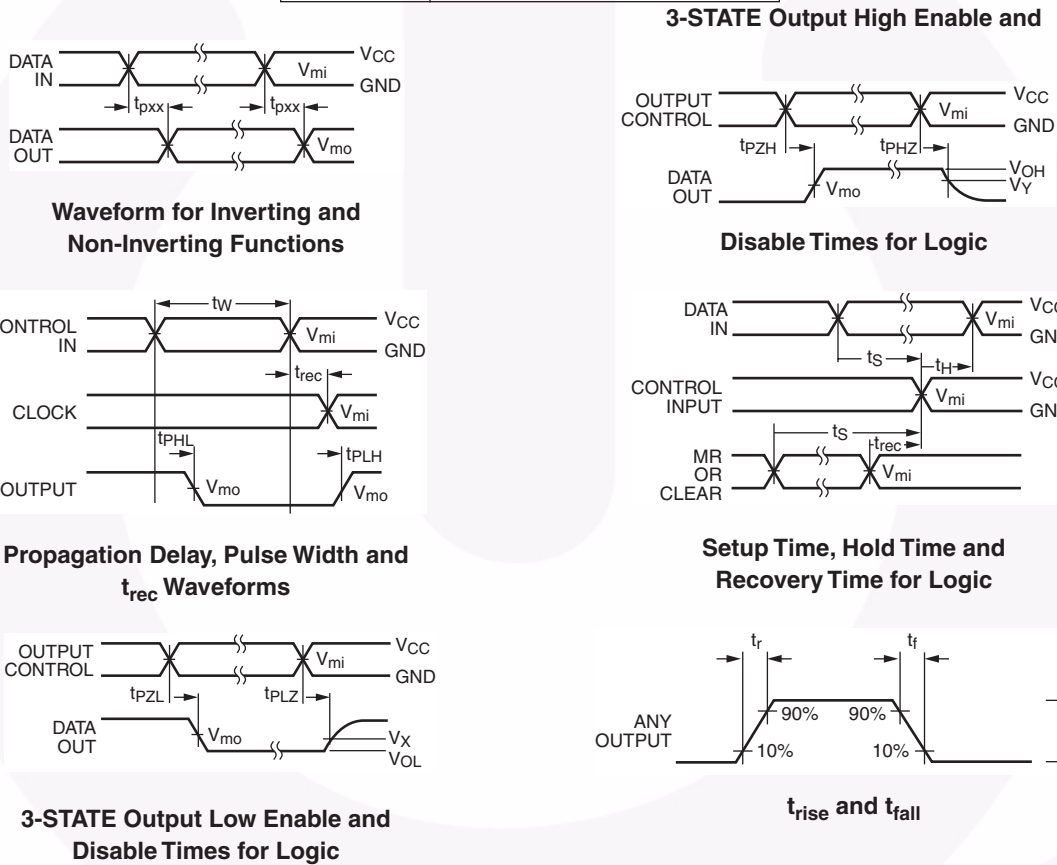 3-STATE Output High Enable and
DATA IN
VCC
Vmi
GND
tpxx
tpxx
DATA OUT
Vmo
Waveform for Inverting and
Non-Inverting Functions
OUTPUT CONTROL
VCC
Vmi
GND
tPZH
tPHZ
DATA OUT
Vmo
VOH
VY
Disable Times for Logic
ONTROL IN
tW
VCC
Vmi
GND
trec
CLOCK
Vmi
tPHL
tPLH
OUTPUT
Vmo
Vmo
Propagation Delay, Pulse Width and
trec Waveforms
DATA IN
VCC
Vmi
GN
tS
tH
CONTROL INPUT
VCC
Vmi
GN
tS
trec
MR OR CLEAR
Vmi
Setup Time, Hold Time and
Recovery Time for Logic
OUTPUT CONTROL
VCC
Vmi
GND
tPZL
tPLZ
DATA OUT
Vmo
VX
VOL
3-STATE Output Low Enable and
Disable Times for Logic
tr
tf
ANY OUTPUT
90%
90%
10%
10%
trise and tfall